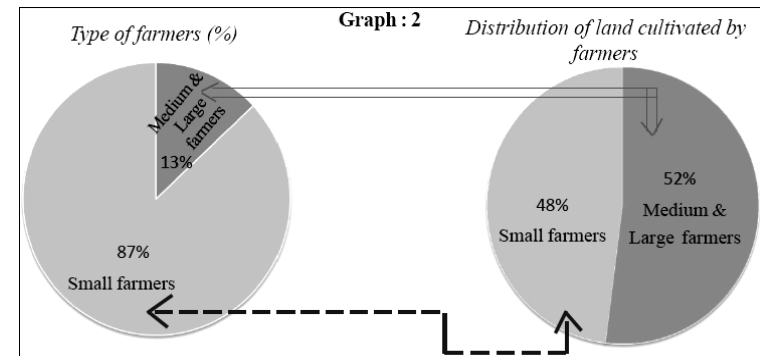 Graph : 2
Type of farmers (%)
Medium &
Large
farmers
13%
87%
Small farmers
Distribution of land cultivated by
farmers
48%
Small farmers
52%
Medium &
Large farmers